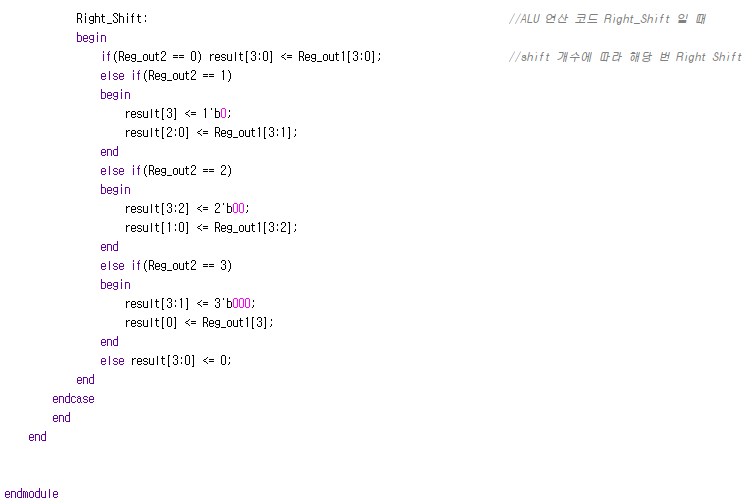 Right_Shift: //ALU 연산 코드 Right_Shift 일 때
begin
if(Reg_out2 == 0) result[3:0] <= Reg_out1[3:0]; //shift 개수에 따라 해당 번 Right Shift
else if(Reg_out2 == 1)
begin
result[3] <= 1'b0;
result[2:0] <= Reg_out1[3:1];
end
else if(Reg_out2 == 2)
begin
result[3:2] <= 2'b00;
result[1:0] <= Reg_out1[3:2];
end
else if(Reg_out2 == 3)
begin
result[3:1] <= 3'b000;
result[0] <= Reg_out1[3];
end
else result[3:0] <= 0;
end
endcase
end
end
endmodule